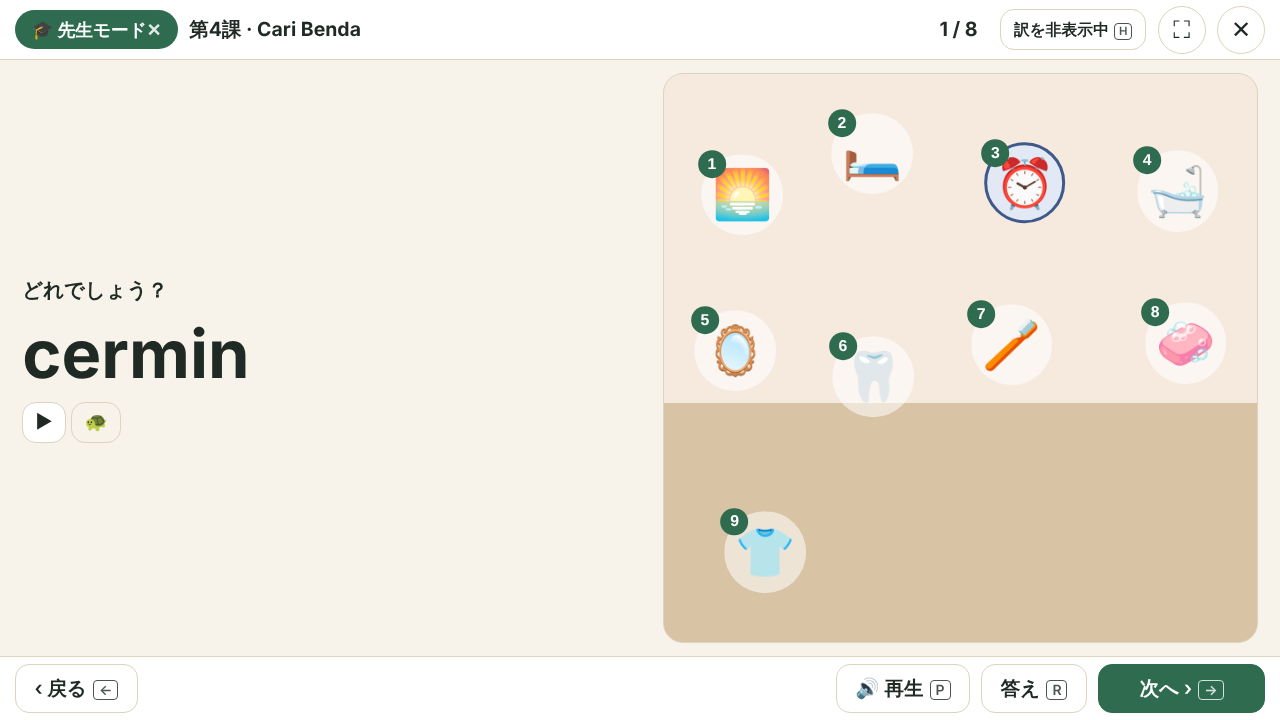 🎓 先生モード✕ 第4課 · Cari Benda 1 / 8 訳を非表示中 H
どれでしょう？
cermin
1
2
3
4
5
6
7
8
9
‹ 戻る ← 🔊 再生 P 答え R 次へ › →